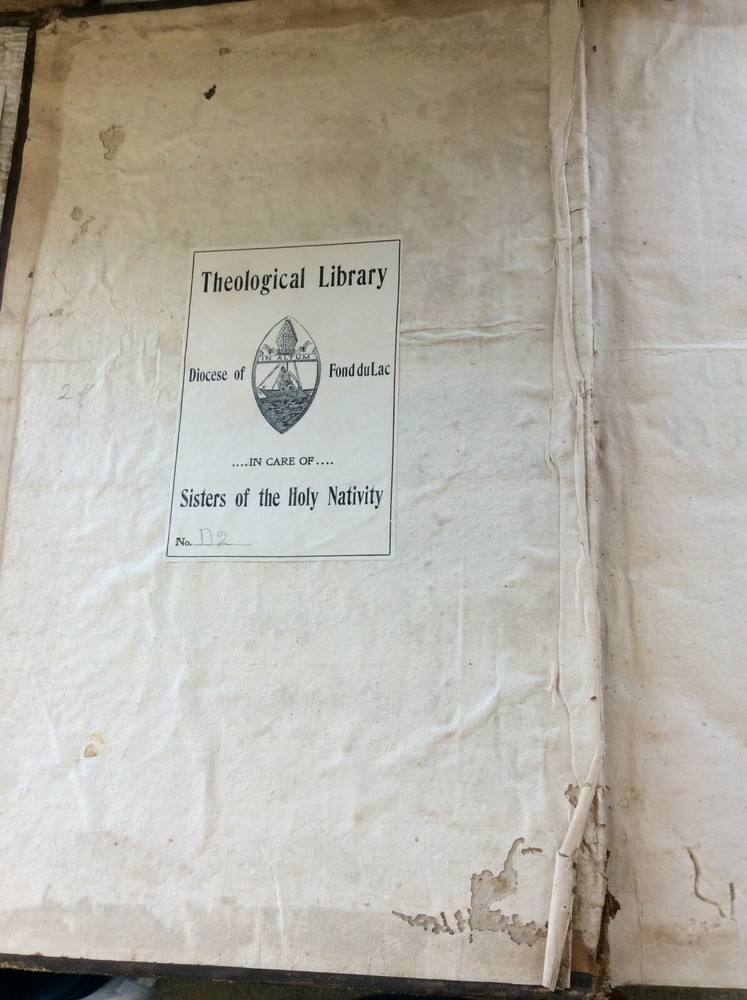 Theological Library
IN ALTUM
Diocese of Fond du Lac
....IN CARE OF....
Sisters of the Holy Nativity
No. D2